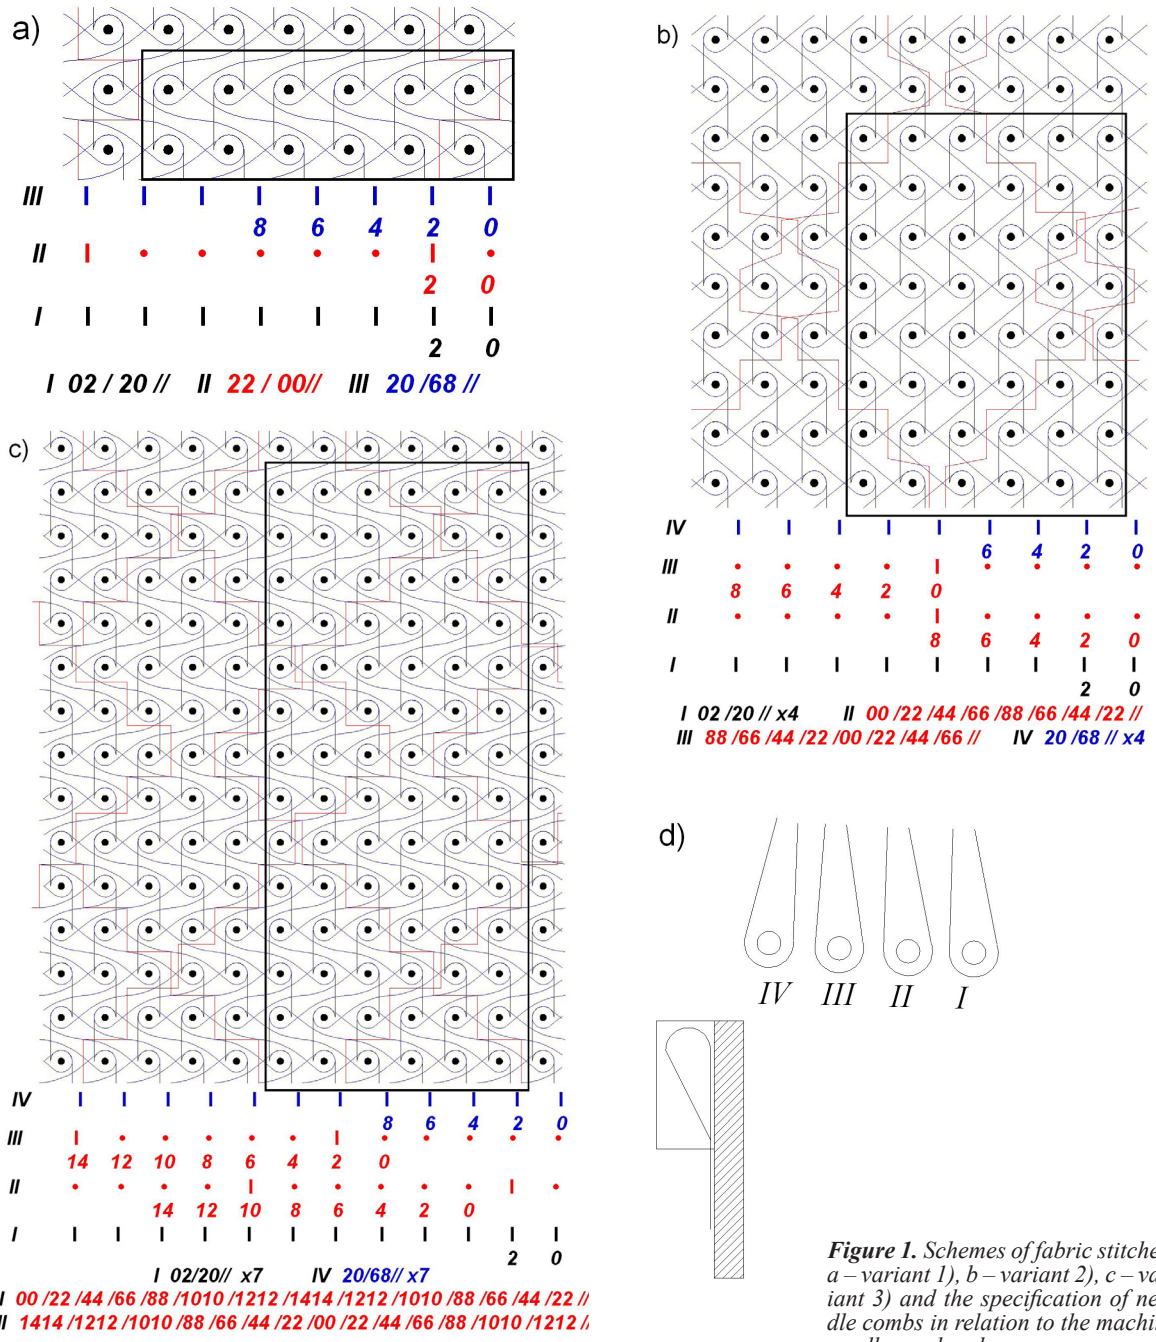 a)
III
8 6 4 2 0
II
2 0
I
2 0
I 02 / 20 // II 22 / 00// III 20 /68 //
b)
IV
6 4 2 0
III
8 6 4 2 0
II
8 6 4 2 0
I
2 0
I 02 /20 // x4 II 00 /22 /44 /66 /88 /66 /44 /22 //
III 88 /66 /44 /22 /00 /22 /44 /66 // IV 20 /68 // x4
c)
IV
8 6 4 2 0
III
14 12 10 8 6 4 2 0
II
14 12 10 8 6 4 2 0
I
2 0
I 02/20// x7 IV 20/68// x7
I 00 /22 /44 /66 /88 /1010 /1212 /1414 /1212 /1010 /88 /66 /44 /22 //
II 1414 /1212 /1010 /88 /66 /44 /22 /00 /22 /44 /66 /88 /1010 /1212 //
d)
IV III II I
Figure 1. Schemes of fabric stitche
a – variant 1), b – variant 2), c – va
iant 3) and the specification of ne
dle combs in relation to the machin